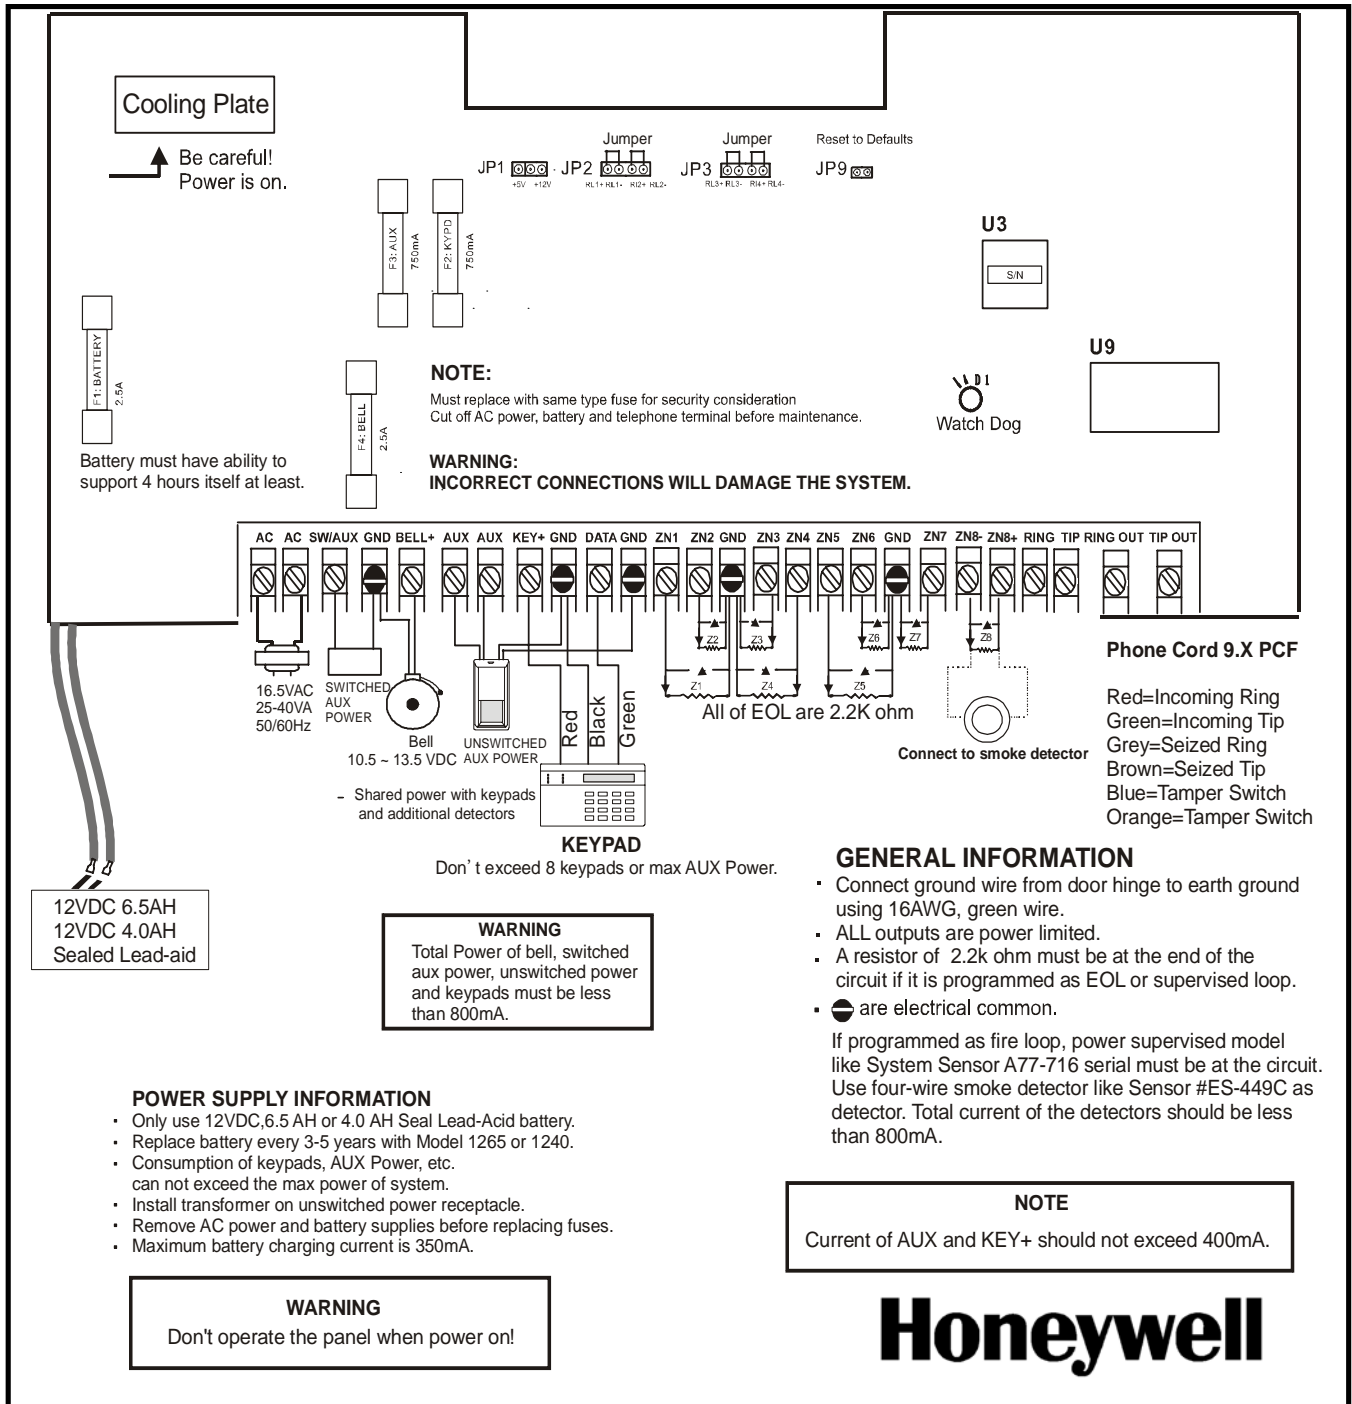 Cooling Plate
Be careful!
Power is on.
JP1
+5V +12V
Jumper
JP2
RL1+ RL1- Rl2+ RL2-
Jumper
JP3
RL3+ RL3- Rl4+ RL4-
Reset to Defaults
JP9
F3: AUX
750mA
F2: KYPD
750mA
U3
S/N
F1: BATTERY
2.5A
U9
F4: BELL
2.5A
NOTE:
Must replace with same type fuse for security consideration
Cut off AC power, battery and telephone terminal before maintenance.
D1
Watch Dog
Battery must have ability to
support 4 hours itself at least.
WARNING:
INCORRECT CONNECTIONS WILL DAMAGE THE SYSTEM.
AC AC SW/AUX GND BELL+ AUX AUX KEY+ GND DATA GND ZN1 ZN2 GND ZN3 ZN4 ZN5 ZN6 GND ZN7 ZN8- ZN8+ RING TIP RING OUT TIP OUT
Z2 Z3 Z6 Z7 Z8
Z1 Z4 Z5
16.5VAC
25-40VA
50/60Hz
SWITCHED
AUX
POWER
Bell
10.5 ~ 13.5 VDC
UNSWITCHED
AUX POWER
Red
Black
Green
All of EOL are 2.2K ohm
Connect to smoke detector
Phone Cord 9.X PCF
Red=Incoming Ring
Green=Incoming Tip
Grey=Seized Ring
Brown=Seized Tip
Blue=Tamper Switch
Orange=Tamper Switch
- Shared power with keypads
and additional detectors
KEYPAD
Don't exceed 8 keypads or max AUX Power.
12VDC 6.5AH
12VDC 4.0AH
Sealed Lead-aid
WARNING
Total Power of bell, switched
aux power, unswitched power
and keypads must be less
than 800mA.
GENERAL INFORMATION
· Connect ground wire from door hinge to earth ground
using 16AWG, green wire.
· ALL outputs are power limited.
· A resistor of 2.2k ohm must be at the end of the
circuit if it is programmed as EOL or supervised loop.
· are electrical common.
If programmed as fire loop, power supervised model
like System Sensor A77-716 serial must be at the circuit.
Use four-wire smoke detector like Sensor #ES-449C as
detector. Total current of the detectors should be less
than 800mA.
POWER SUPPLY INFORMATION
· Only use 12VDC,6.5 AH or 4.0 AH Seal Lead-Acid battery.
· Replace battery every 3-5 years with Model 1265 or 1240.
· Consumption of keypads, AUX Power, etc.
can not exceed the max power of system.
· Install transformer on unswitched power receptacle.
· Remove AC power and battery supplies before replacing fuses.
· Maximum battery charging current is 350mA.
NOTE
Current of AUX and KEY+ should not exceed 400mA.
WARNING
Don't operate the panel when power on!
Honeywell